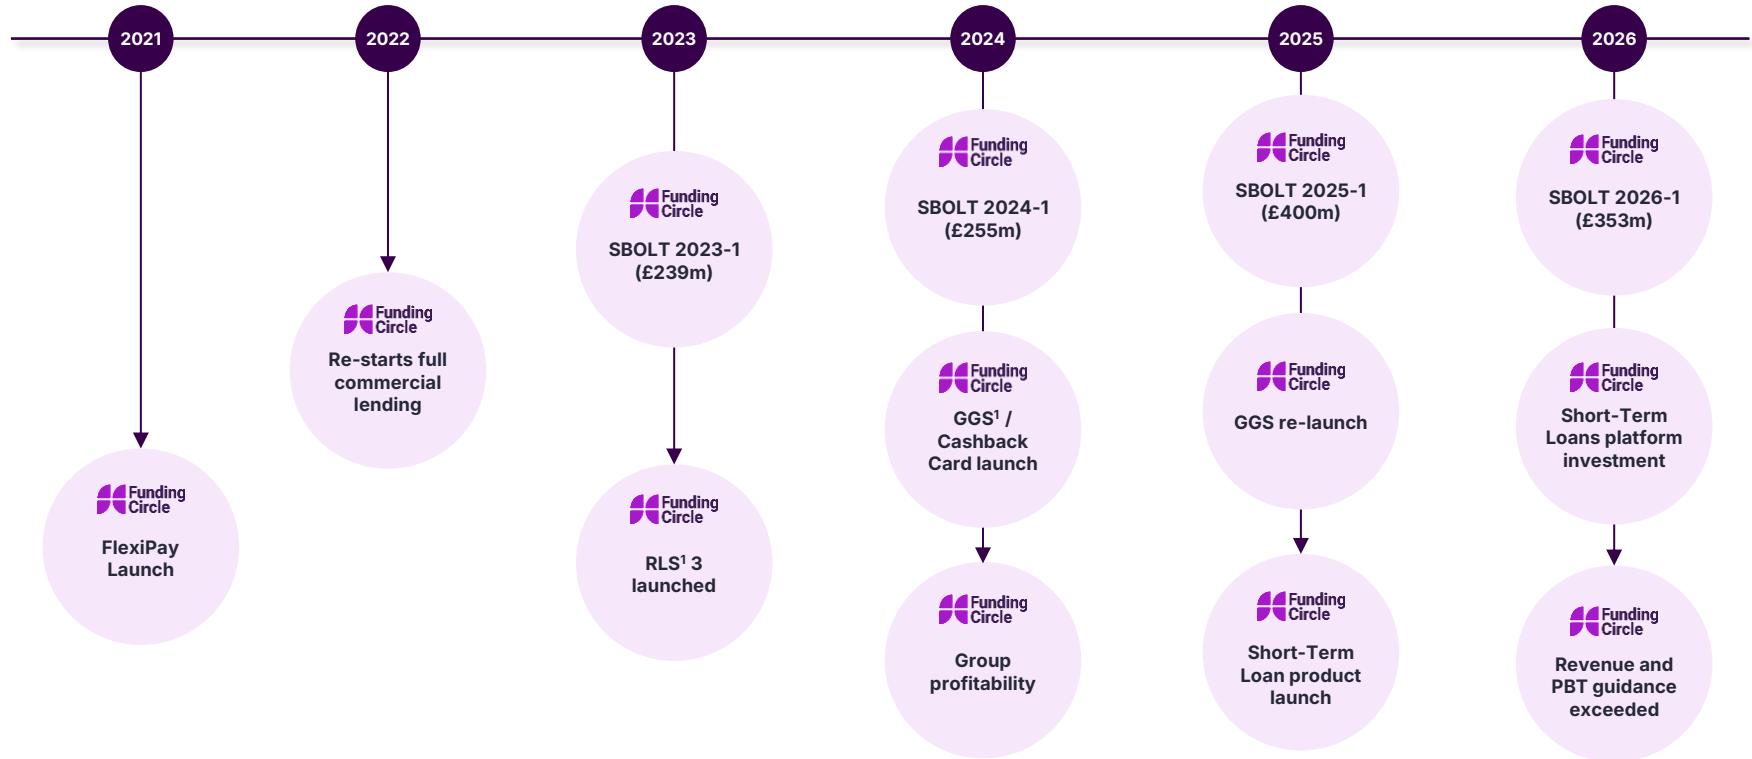 2021
2022
2023
2024
2025
2026
Funding
Circle
FlexiPay
Launch
Funding
Circle
Re-starts full
commercial
lending
Funding
Circle
SBOLT 2023-1
(£239m)
Funding
Circle
RLS¹ 3
launched
Funding
Circle
SBOLT 2024-1
(£255m)
Funding
Circle
GGS¹ /
Cashback
Card launch
Funding
Circle
Group
profitability
Funding
Circle
SBOLT 2025-1
(£400m)
Funding
Circle
GGS re-launch
Funding
Circle
Short-Term
Loan product
launch
Funding
Circle
SBOLT 2026-1
(£353m)
Funding
Circle
Short-Term
Loans platform
investment
Funding
Circle
Revenue and
PBT guidance
exceeded